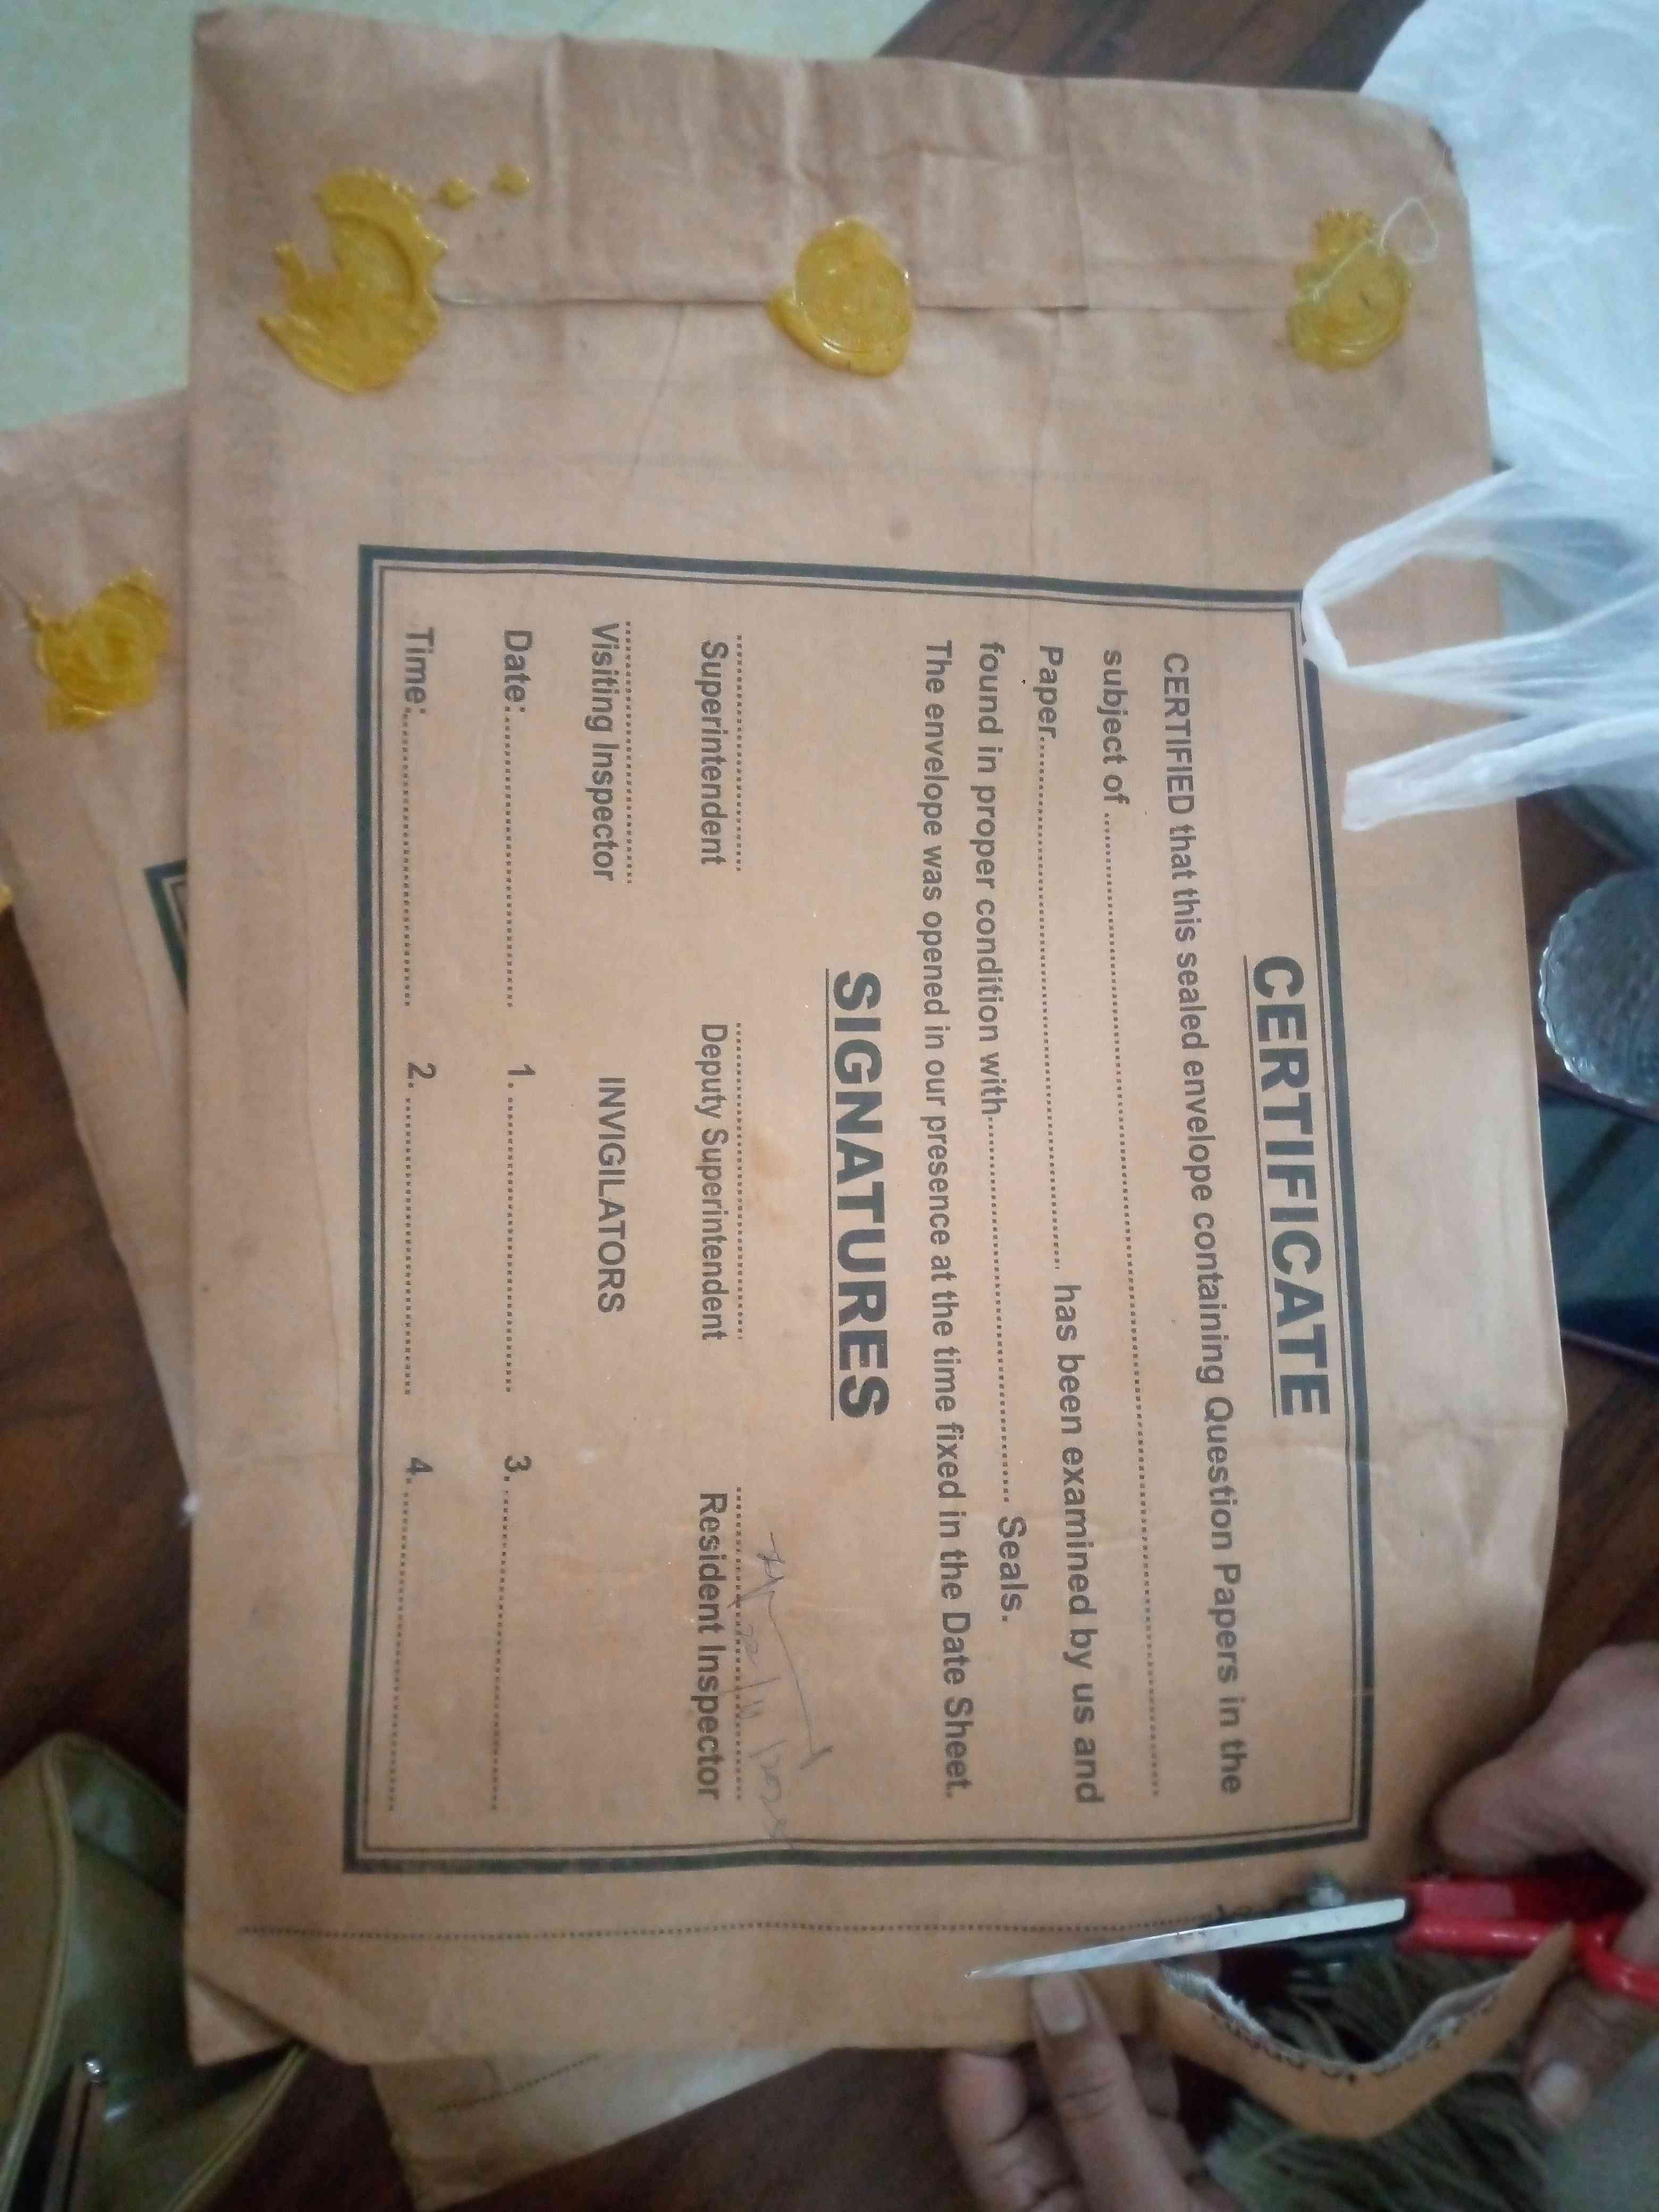 CERTIFICATE
CERTIFIED that this sealed envelope containing Question Papers in the
subject of ........................................................................
Paper........................................................ has been examined by us and
found in proper condition with.......................................... Seals.
The envelope was opened in our presence at the time fixed in the Date Sheet.
SIGNATURES
Superintendent Deputy Superintendent Resident Inspector
Visiting Inspector INVIGILATORS
Date:................................ 1. ................................ 3. ................................
Time:................................ 2. ................................ 4. ................................